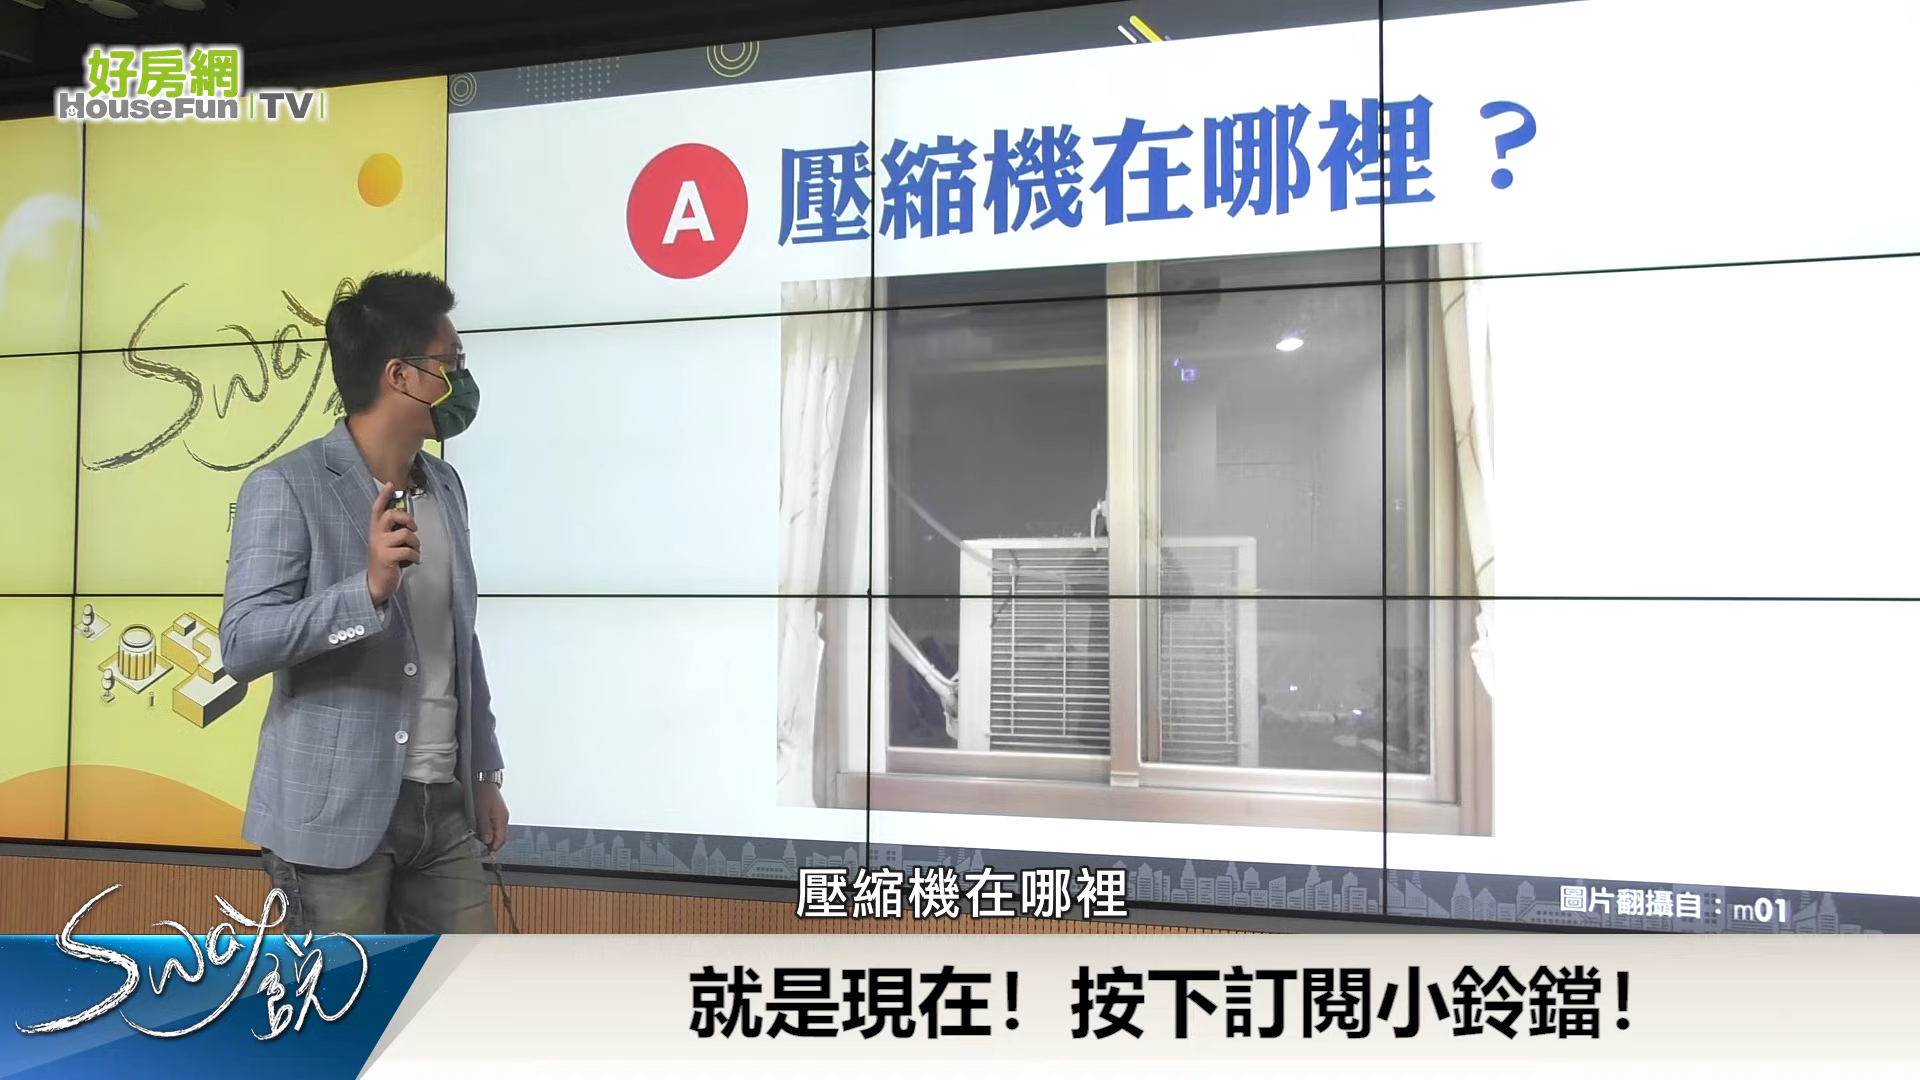 好房網
HouseFun TV
A 壓縮機在哪裡？
Sway
圖片翻攝自：m01
壓縮機在哪裡
Sway說
就是現在！按下訂閱小鈴鐺！